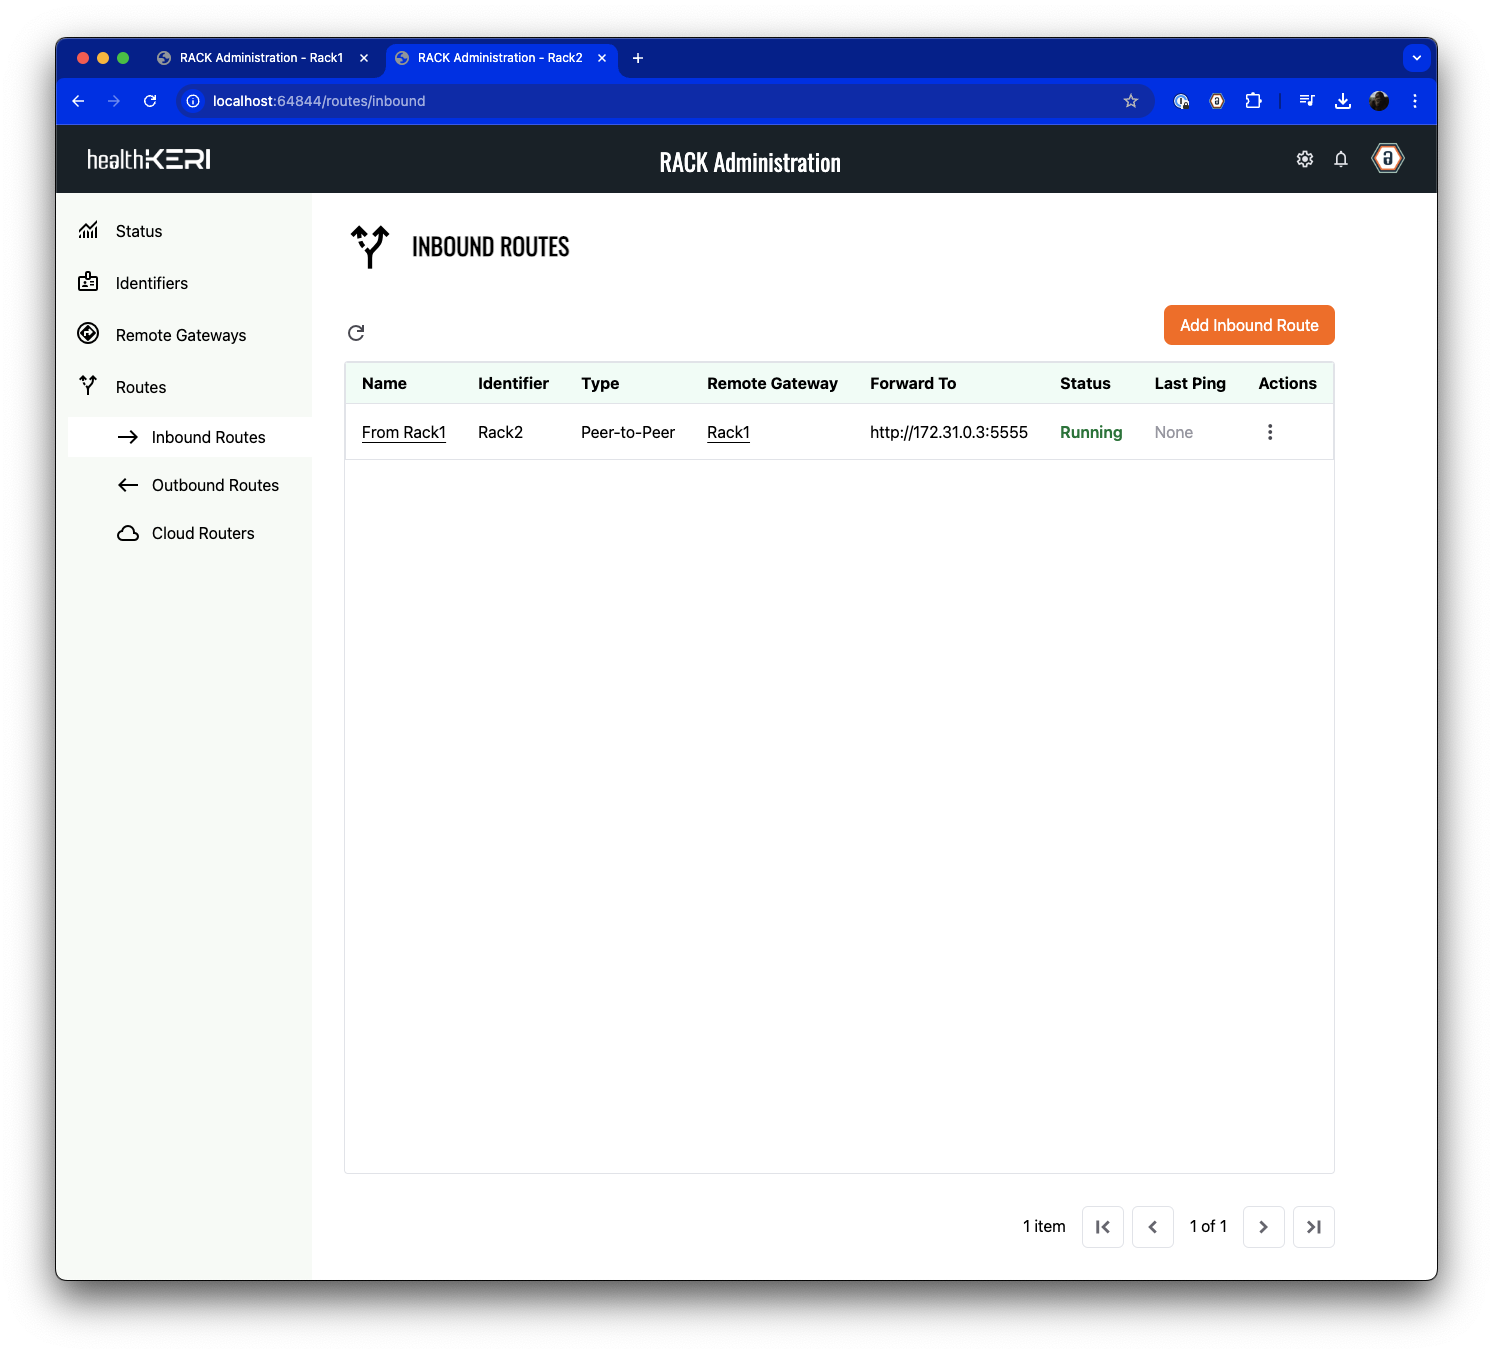 RACK Administration - Rack1
RACK Administration - Rack2
localhost:64844/routes/inbound
healthKERI
RACK Administration
Status
Identifiers
Remote Gateways
Routes
Inbound Routes
Outbound Routes
Cloud Routers
INBOUND ROUTES
Add Inbound Route
Name Identifier Type Remote Gateway Forward To Status Last Ping Actions
From Rack1 Rack2 Peer-to-Peer Rack1 http://172.31.0.3:5555 Running None
1 item 1 of 1